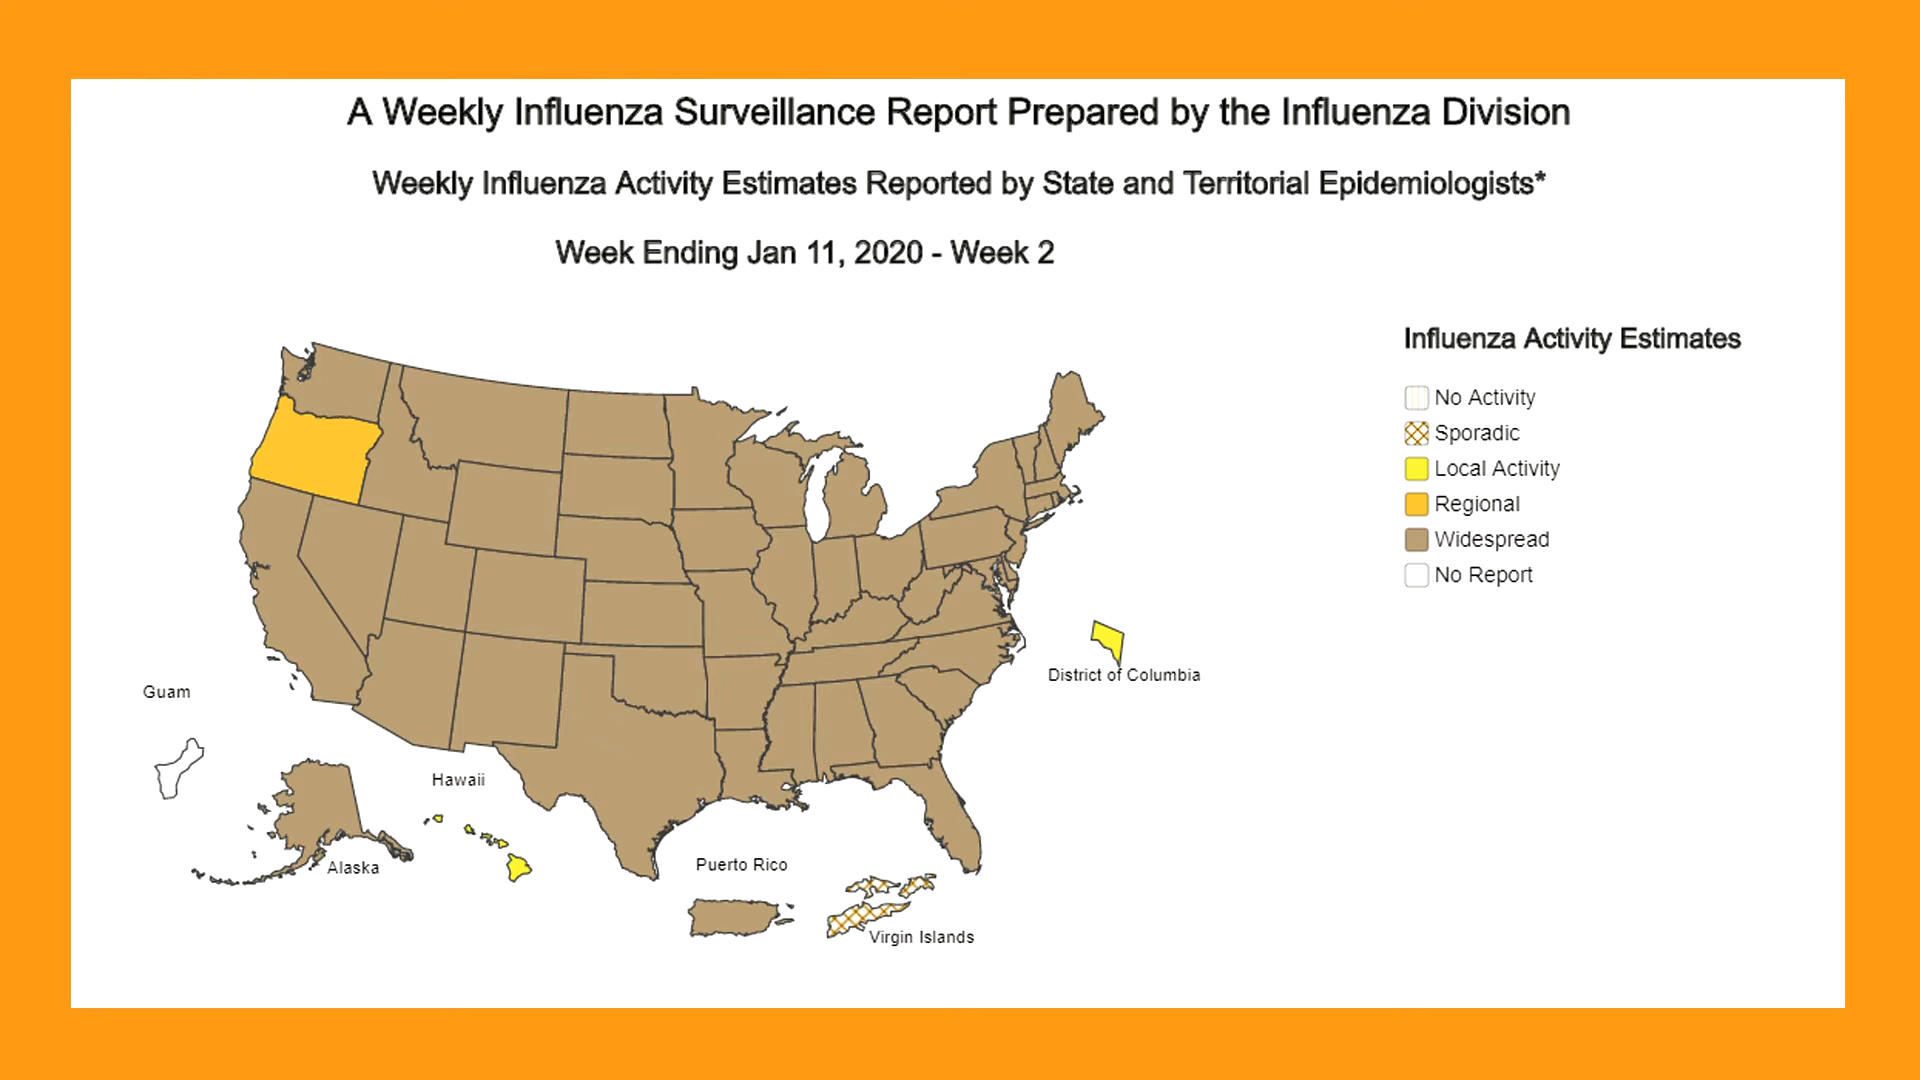 A Weekly Influenza Surveillance Report Prepared by the Influenza Division
Weekly Influenza Activity Estimates Reported by State and Territorial Epidemiologists*
Week Ending Jan 11, 2020 - Week 2
Influenza Activity Estimates
No Activity
Sporadic
Local Activity
Regional
Widespread
No Report
District of Columbia
Guam
Hawaii
Alaska
Puerto Rico
Virgin Islands